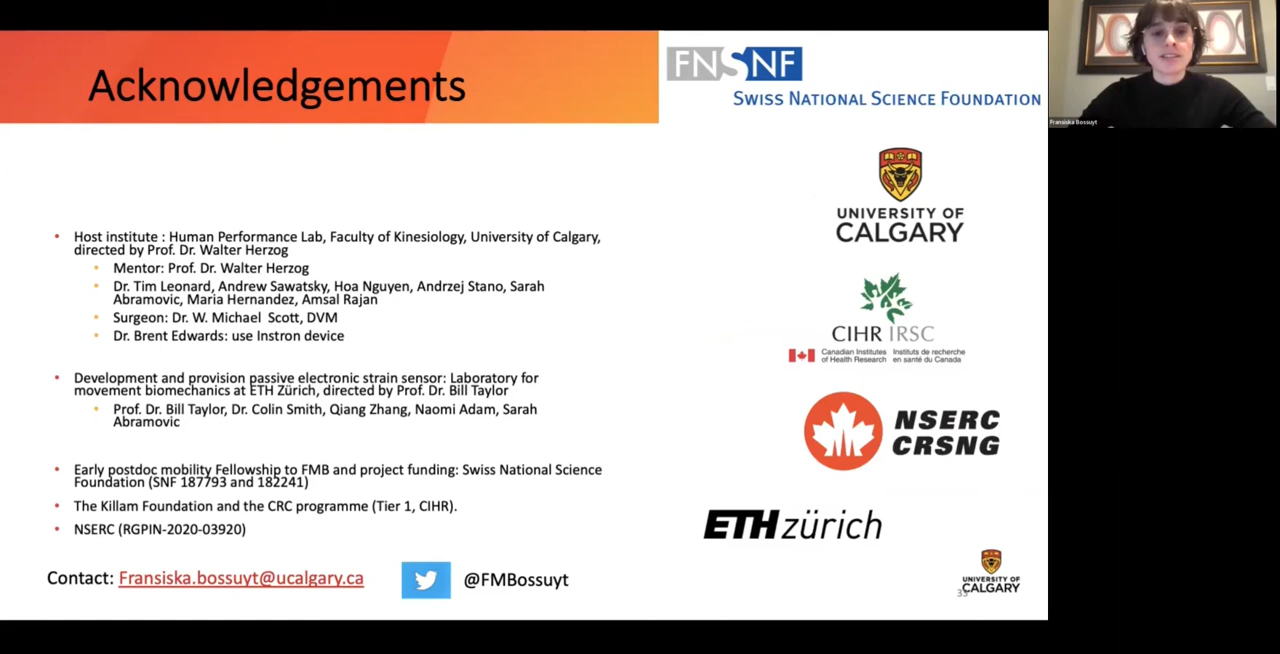 Acknowledgements
FNSNF
SWISS NATIONAL SCIENCE FOUNDATION
Fransiska Bossuyt
UNIVERSITY OF
CALGARY
• Host institute : Human Performance Lab, Faculty of Kinesiology, University of Calgary,
directed by Prof. Dr. Walter Herzog
• Mentor: Prof. Dr. Walter Herzog
• Dr. Tim Leonard, Andrew Sawatsky, Hoa Nguyen, Andrzej Stano, Sarah
Abramovic, Maria Hernandez, Amsal Rajan
• Surgeon: Dr. W. Michael Scott, DVM
• Dr. Brent Edwards: use Instron device
CIHR IRSC
Canadian Institutes
of Health Research
Instituts de recherche
en santé du Canada
• Development and provision passive electronic strain sensor: Laboratory for
movement biomechanics at ETH Zürich, directed by Prof. Dr. Bill Taylor
• Prof. Dr. Bill Taylor, Dr. Colin Smith, Qiang Zhang, Naomi Adam, Sarah
Abramovic
NSERC
CRSNG
• Early postdoc mobility Fellowship to FMB and project funding: Swiss National Science
Foundation (SNF 187793 and 182241)
• The Killam Foundation and the CRC programme (Tier 1, CIHR).
• NSERC (RGPIN-2020-03920)
ETH zürich
Contact: Fransiska.bossuyt@ucalgary.ca
@FMBossuyt
UNIVERSITY OF
CALGARY